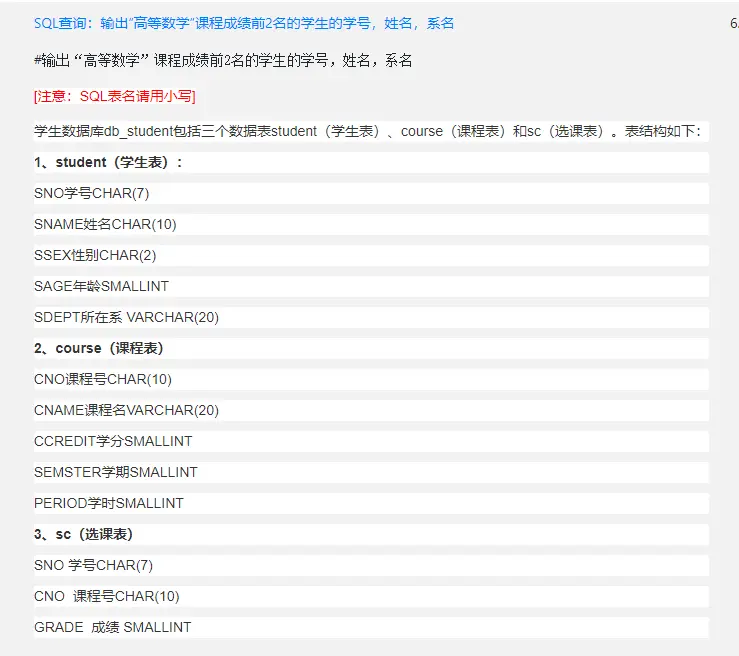 SQL查询：输出“高等数学”课程成绩前2名的学生的学号，姓名，系名
#输出“高等数学”课程成绩前2名的学生的学号，姓名，系名
[注意：SQL表名请用小写]
学生数据库db_student包括三个数据表student（学生表）、course（课程表）和sc（选课表）。表结构如下：
1、student（学生表）：
SNO学号CHAR(7)
SNAME姓名CHAR(10)
SSEX性别CHAR(2)
SAGE年龄SMALLINT
SDEPT所在系 VARCHAR(20)
2、course（课程表）
CNO课程号CHAR(10)
CNAME课程名VARCHAR(20)
CCREDIT学分SMALLINT
SEMSTER学期SMALLINT
PERIOD学时SMALLINT
3、sc（选课表）
SNO 学号CHAR(7)
CNO 课程号CHAR(10)
GRADE 成绩 SMALLINT